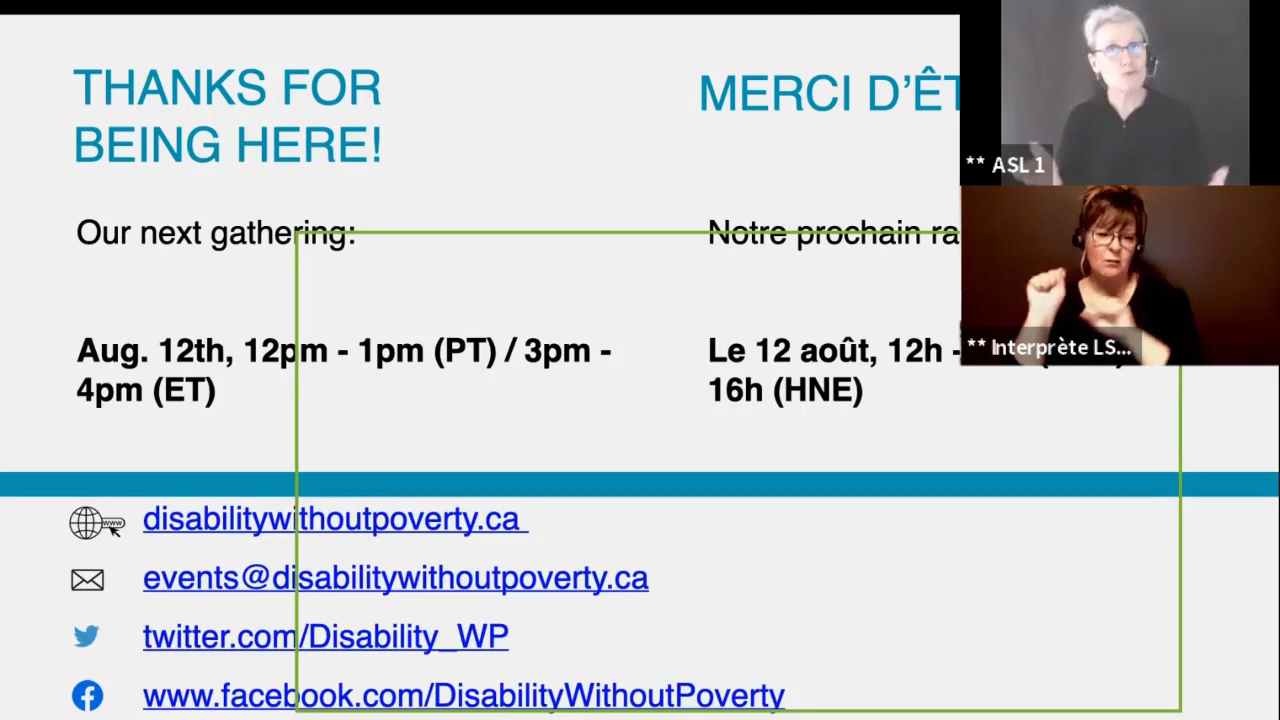 THANKS FOR
BEING HERE!
Our next gathering:
Aug. 12th, 12pm - 1pm (PT) / 3pm -
4pm (ET)
MERCI D'ÊT
Notre prochain ra
Le 12 août, 12h -
16h (HNE)
** ASL 1
** Interprète LS...
www
disabilitywithoutpoverty.ca
events@disabilitywithoutpoverty.ca
twitter.com/Disability_WP
www.facebook.com/DisabilityWithoutPoverty